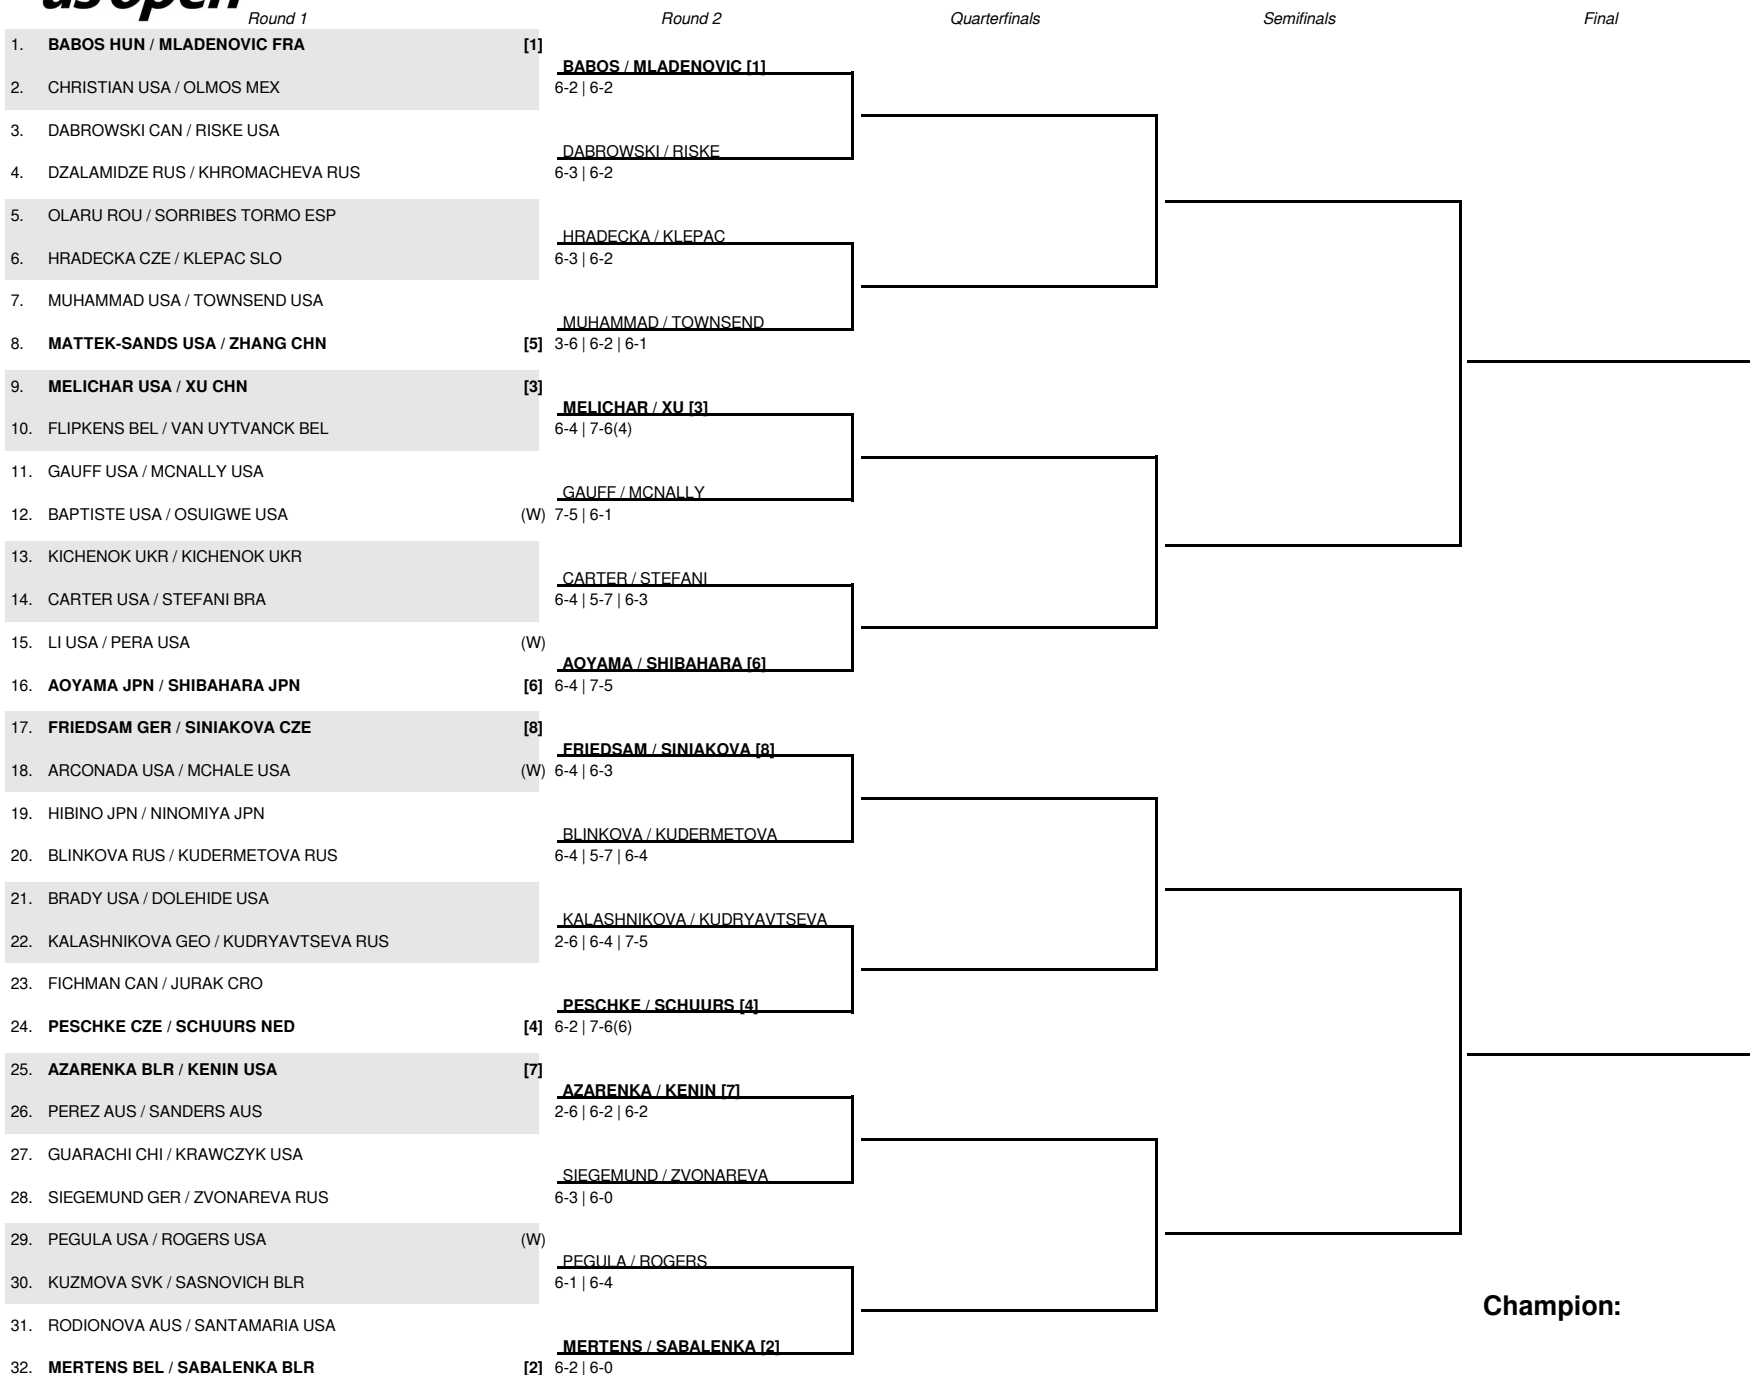 us open
Round 1 Round 2 Quarterfinals Semifinals Final
1. BABOS HUN / MLADENOVIC FRA [1]
BABOS / MLADENOVIC [1]
2. CHRISTIAN USA / OLMOS MEX 6-2 | 6-2
3. DABROWSKI CAN / RISKE USA
DABROWSKI / RISKE
4. DZALAMIDZE RUS / KHROMACHEVA RUS 6-3 | 6-2
5. OLARU ROU / SORRIBES TORMO ESP
HRADECKA / KLEPAC
6. HRADECKA CZE / KLEPAC SLO 6-3 | 6-2
7. MUHAMMAD USA / TOWNSEND USA
MUHAMMAD / TOWNSEND
8. MATTEK-SANDS USA / ZHANG CHN [5] 3-6 | 6-2 | 6-1
9. MELICHAR USA / XU CHN [3]
MELICHAR / XU [3]
10. FLIPKENS BEL / VAN UYTVANCK BEL 6-4 | 7-6(4)
11. GAUFF USA / MCNALLY USA
GAUFF / MCNALLY
12. BAPTISTE USA / OSUIGWE USA (W) 7-5 | 6-1
13. KICHENOK UKR / KICHENOK UKR
CARTER / STEFANI
14. CARTER USA / STEFANI BRA 6-4 | 5-7 | 6-3
15. LI USA / PERA USA (W)
AOYAMA / SHIBAHARA [6]
16. AOYAMA JPN / SHIBAHARA JPN [6] 6-4 | 7-5
17. FRIEDSAM GER / SINIAKOVA CZE [8]
FRIEDSAM / SINIAKOVA [8]
18. ARCONADA USA / MCHALE USA (W) 6-4 | 6-3
19. HIBINO JPN / NINOMIYA JPN
BLINKOVA / KUDERMETOVA
20. BLINKOVA RUS / KUDERMETOVA RUS 6-4 | 5-7 | 6-4
21. BRADY USA / DOLEHIDE USA
KALASHNIKOVA / KUDRYAVTSEVA
22. KALASHNIKOVA GEO / KUDRYAVTSEVA RUS 2-6 | 6-4 | 7-5
23. FICHMAN CAN / JURAK CRO
PESCHKE / SCHUURS [4]
24. PESCHKE CZE / SCHUURS NED [4] 6-2 | 7-6(6)
25. AZARENKA BLR / KENIN USA [7]
AZARENKA / KENIN [7]
26. PEREZ AUS / SANDERS AUS 2-6 | 6-2 | 6-2
27. GUARACHI CHI / KRAWCZYK USA
SIEGEMUND / ZVONAREVA
28. SIEGEMUND GER / ZVONAREVA RUS 6-3 | 6-0
29. PEGULA USA / ROGERS USA (W)
PEGULA / ROGERS
30. KUZMOVA SVK / SASNOVICH BLR 6-1 | 6-4
Champion:
31. RODIONOVA AUS / SANTAMARIA USA
MERTENS / SABALENKA [2]
32. MERTENS BEL / SABALENKA BLR [2] 6-2 | 6-0